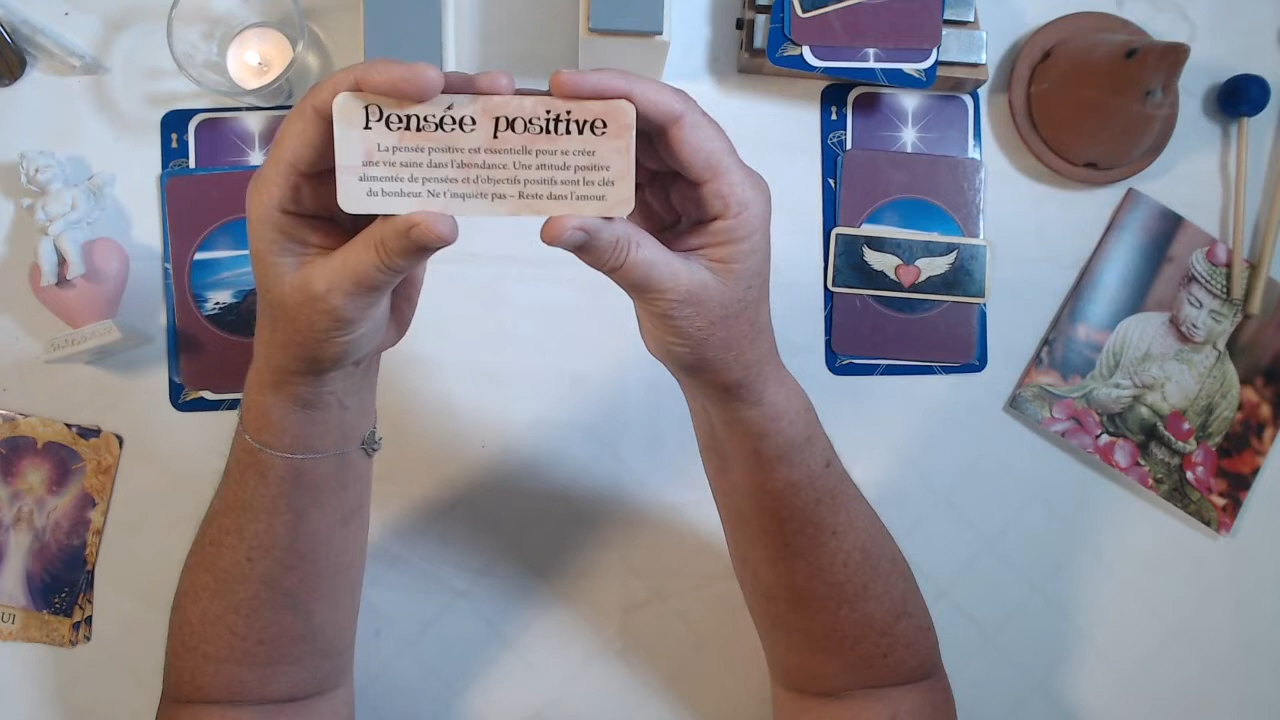 Pensée positive
La pensée positive est essentielle pour se créer
une vie saine dans l'abondance. Une attitude positive
alimentée de pensées et d'objectifs positifs sont les clés
du bonheur. Ne t'inquiète pas – Reste dans l'amour.
UI